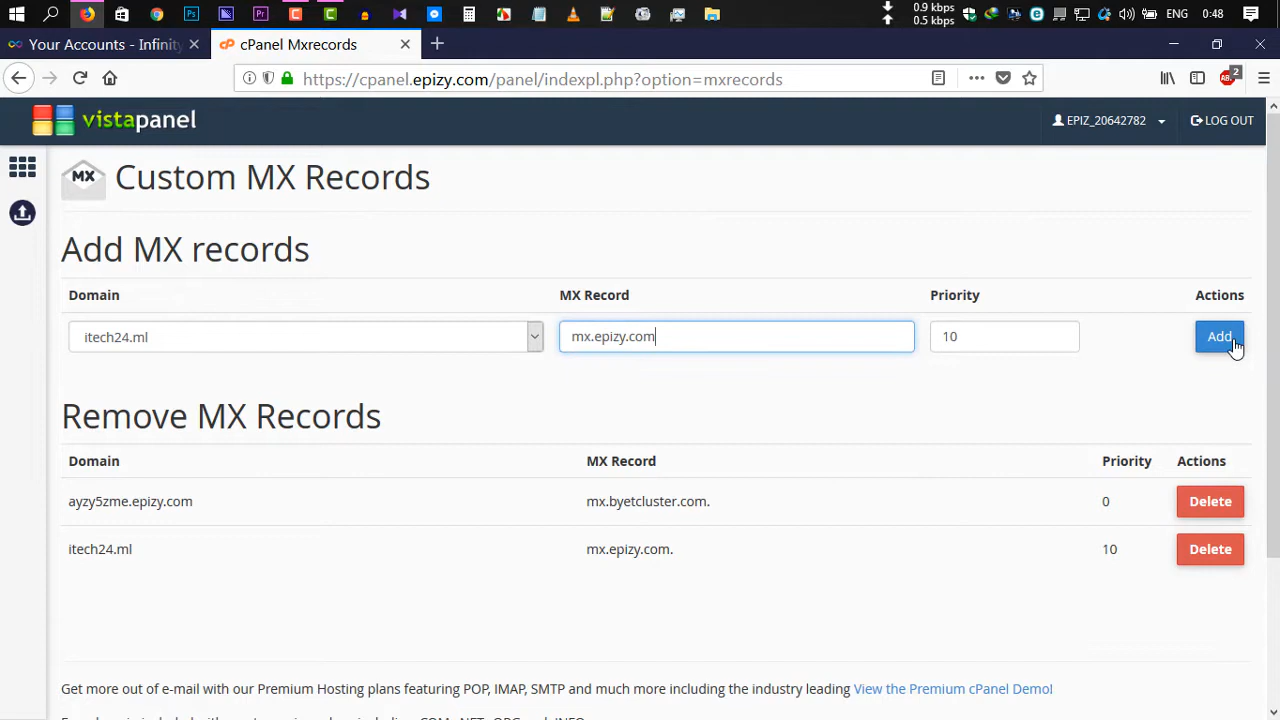 0.9 kbps
0.5 kbps
ENG
0:48
Your Accounts - Infinity
cPanel Mxrecords
https://cpanel.epizy.com/panel/indexpl.php?option=mxrecords
2
vistapanel
EPIZ_20642782
LOG OUT
MX
Custom MX Records
Add MX records
Domain MX Record Priority Actions
itech24.ml mx.epizy.com 10 Add
Remove MX Records
Domain MX Record Priority Actions
ayzy5zme.epizy.com mx.byetcluster.com. 0 Delete
itech24.ml mx.epizy.com. 10 Delete
Get more out of e-mail with our Premium Hosting plans featuring POP, IMAP, SMTP and much more including the industry leading View the Premium cPanel Demo!